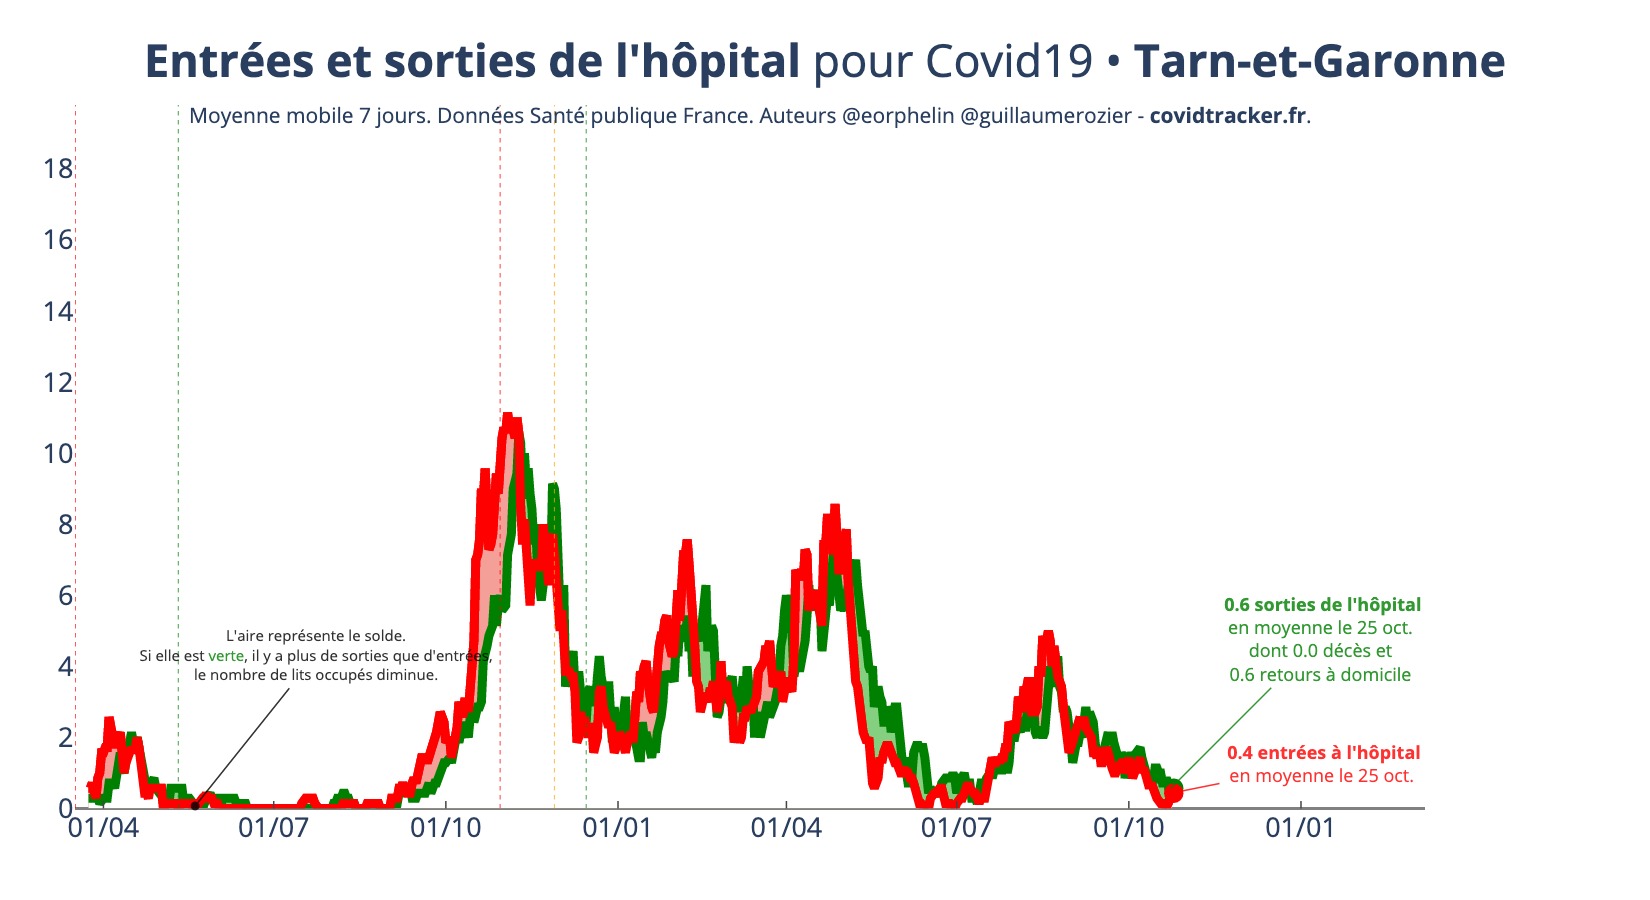 Entrées et sorties de l'hôpital pour Covid19 • Tarn-et-Garonne
Moyenne mobile 7 jours. Données Santé publique France. Auteurs @eorphelin @guillaumerozier - covidtracker.fr.
18
16
14
12
10
8
6
4
2
0
L'aire représente le solde.
Si elle est verte, il y a plus de sorties que d'entrées,
le nombre de lits occupés diminue.
0.6 sorties de l'hôpital
en moyenne le 25 oct.
dont 0.0 décès et
0.6 retours à domicile
0.4 entrées à l'hôpital
en moyenne le 25 oct.
01/04 01/07 01/10 01/01 01/04 01/07 01/10 01/01